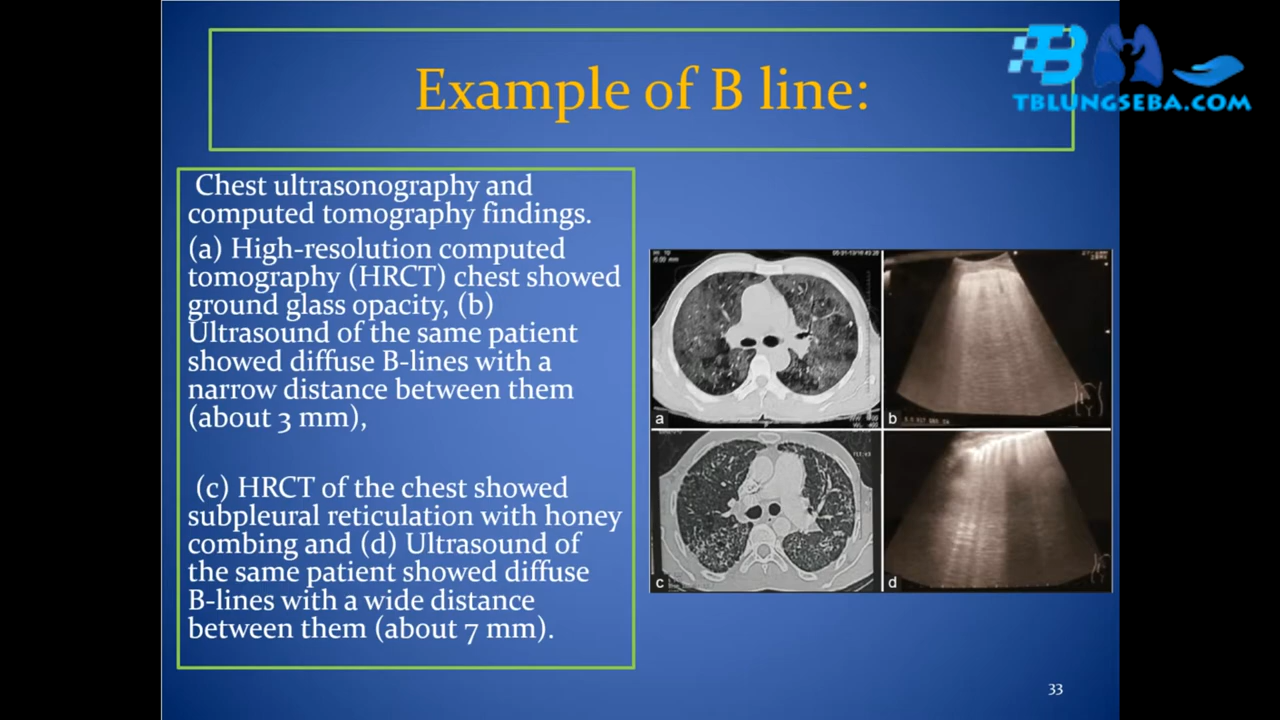 Example of B line:
TBLUNGSEBA.COM
Chest ultrasonography and
computed tomography findings.
(a) High-resolution computed
tomography (HRCT) chest showed
ground glass opacity, (b)
Ultrasound of the same patient
showed diffuse B-lines with a
narrow distance between them
(about 3 mm),
(c) HRCT of the chest showed
subpleural reticulation with honey
combing and (d) Ultrasound of
the same patient showed diffuse
B-lines with a wide distance
between them (about 7 mm).
a
b
c
d
33